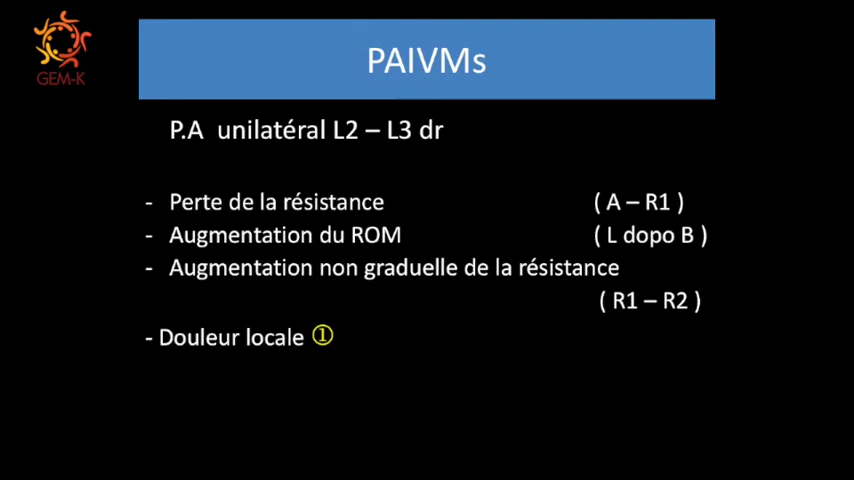 GEM-K
PAIVMs
P.A unilatéral L2 – L3 dr
- Perte de la résistance ( A – R1 )
- Augmentation du ROM ( L dopo B )
- Augmentation non graduelle de la résistance
( R1 – R2 )
- Douleur locale ①